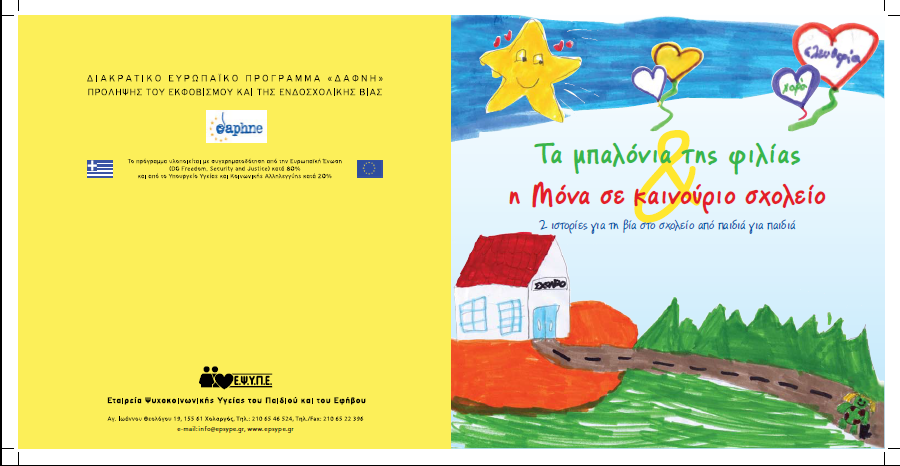 ΔΙΑΚΡΑΤΙΚΟ ΕΥΡΩΠΑΪΚΟ ΠΡΟΓΡΑΜΜΑ «ΔΑΦΝΗ»
ΠΡΟΛΗΨΗΣ ΤΟΥ ΕΚΦΟΒΙΣΜΟΥ ΚΑΙ ΤΗΣ ΕΝΔΟΣΧΟΛΙΚΗΣ ΒΙΑΣ
daphne
Το πρόγραμμα υλοποιείται με συγχρηματοδότηση από την Ευρωπαϊκή Ένωση
(DG Freedom, Security and Justice) κατά 80%
και από το Υπουργείο Υγείας και Κοινωνικής Αλληλεγγύης κατά 20%
Ε.Ψ.Υ.Π.Ε.
Εταιρεία Ψυχοκοινωνικής Υγείας του Παιδιού και του Εφήβου
Αγ. Ιωάννου Θεολόγου 19, 155 61 Χολαργός, Τηλ.: 210 65 46 524, Τηλ./Fax: 210 65 22 396
e-mail:info@epsype.gr, www.epsype.gr
ελευθερία
χαρά
Τα μπαλόνια της φιλίας
&
η Μόνα σε καινούριο σχολείο
2 ιστορίες για τη βία στο σχολείο από παιδιά για παιδιά